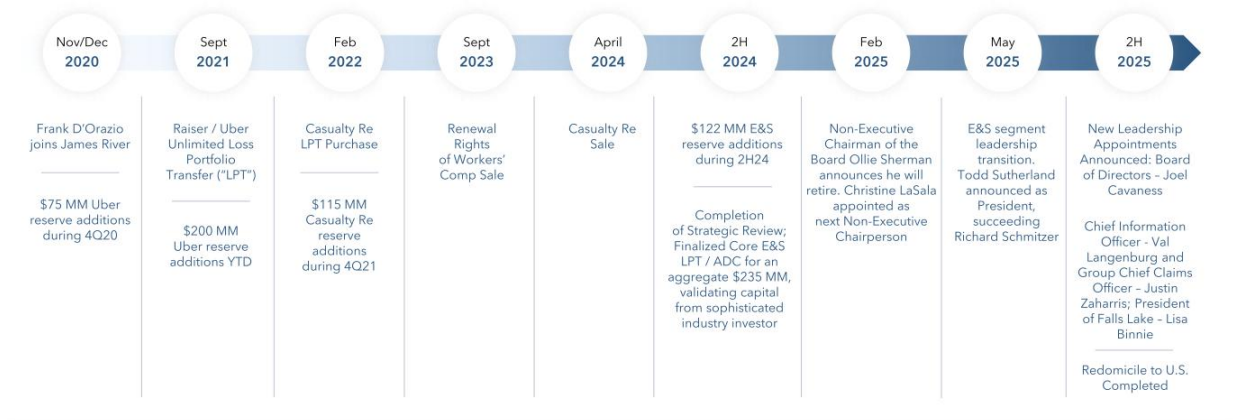 Nov/Dec
2020
Frank D'Orazio
joins James River
$75 MM Uber
reserve additions
during 4Q20
Sept
2021
Raiser / Uber
Unlimited Loss
Portfolio
Transfer ("LPT")
$200 MM
Uber reserve
additions YTD
Feb
2022
Casualty Re
LPT Purchase
$115 MM
Casualty Re
reserve
additions
during 4Q21
Sept
2023
Renewal
Rights
of Workers'
Comp Sale
April
2024
Casualty Re
Sale
2H
2024
$122 MM E&S
reserve additions
during 2H24
Completion
of Strategic Review;
Finalized Core E&S
LPT / ADC for an
aggregate $235 MM,
validating capital
from sophisticated
industry investor
Feb
2025
Non-Executive
Chairman of the
Board Ollie Sherman
announces he will
retire. Christine LaSala
appointed as
next Non-Executive
Chairperson
May
2025
E&S segment
leadership
transition.
Todd Sutherland
announced as
President,
succeeding
Richard Schmitzer
2H
2025
New Leadership
Appointments
Announced: Board
of Directors – Joel
Cavaness
Chief Information
Officer - Val
Langenburg and
Group Chief Claims
Officer – Justin
Zaharris; President
of Falls Lake – Lisa
Binnie
Redomicile to U.S.
Completed